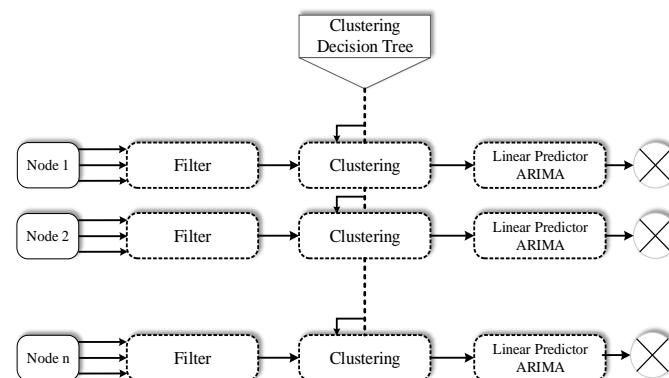 Clustering
Decision Tree
Node 1
Filter
Clustering
Linear Predictor
ARIMA
Node 2
Filter
Clustering
Linear Predictor
ARIMA
Node n
Filter
Clustering
Linear Predictor
ARIMA